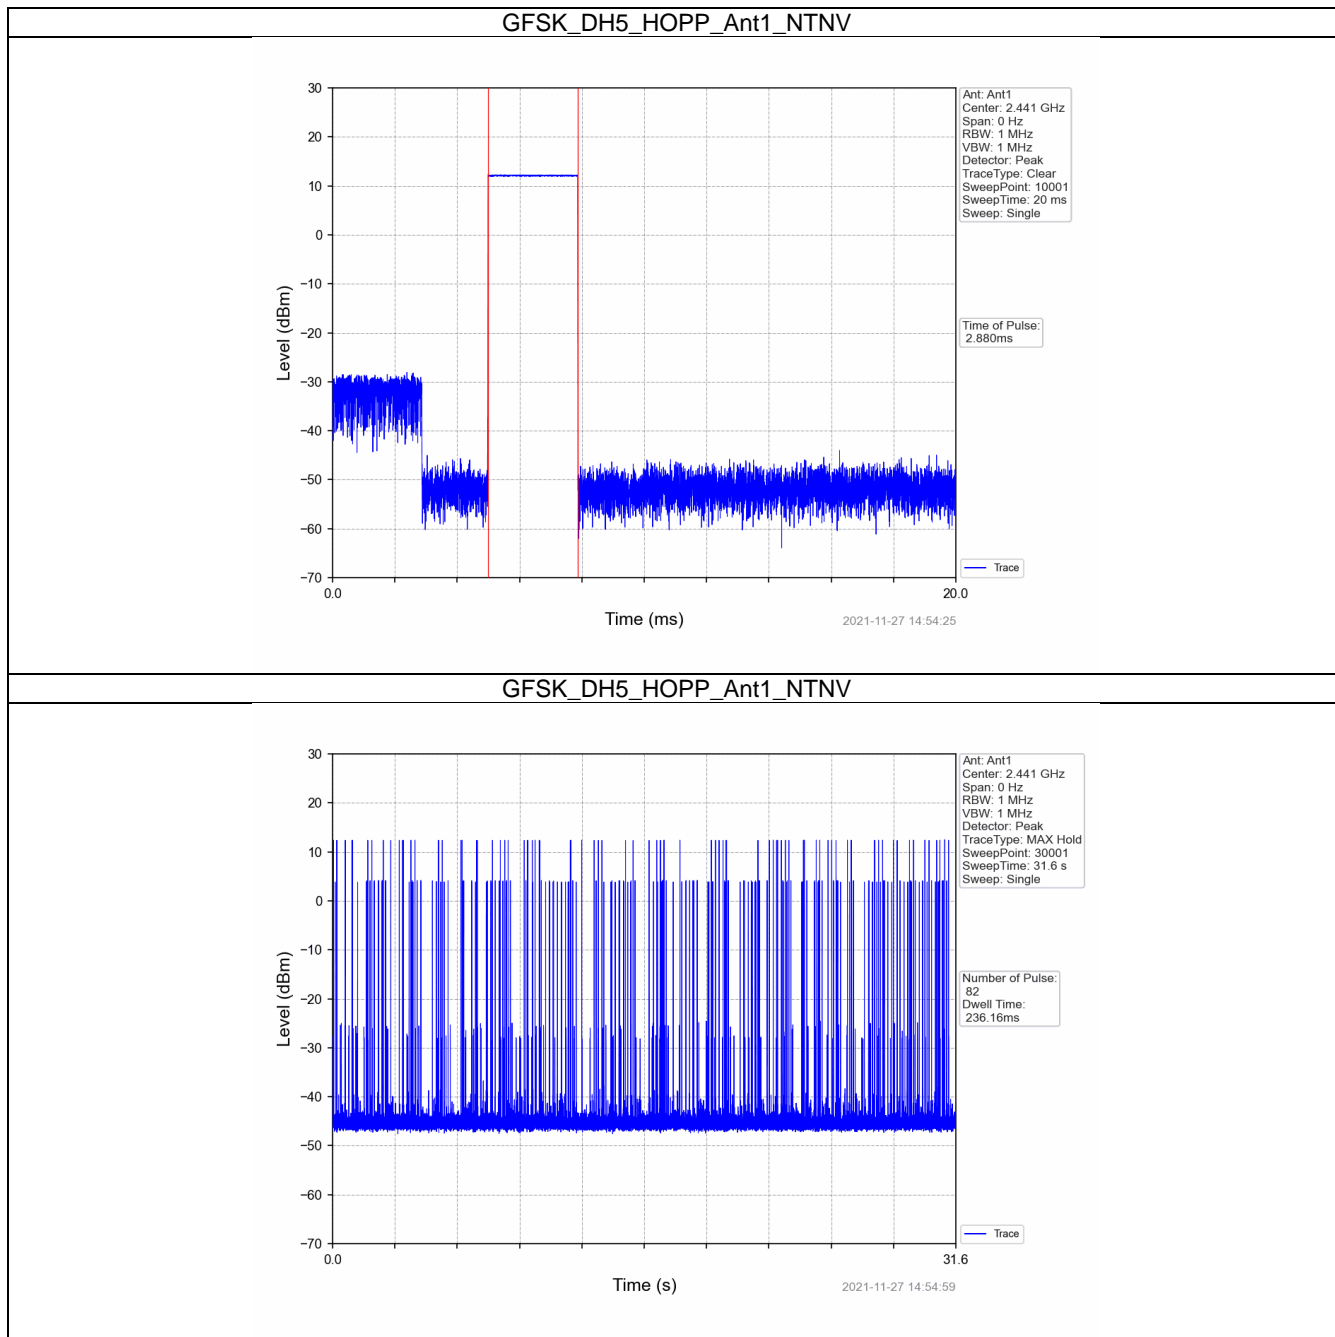 GFSK_DH5_HOPP_Ant1_NTNV
30
20
10
0
−10
−20
−30
−40
−50
−60
−70
Level (dBm)
0.0
20.0
Time (ms)
2021-11-27 14:54:25
Ant: Ant1
Center: 2.441 GHz
Span: 0 Hz
RBW: 1 MHz
VBW: 1 MHz
Detector: Peak
TraceType: Clear
SweepPoint: 10001
SweepTime: 20 ms
Sweep: Single
Time of Pulse:
2.880ms
Trace
GFSK_DH5_HOPP_Ant1_NTNV
30
20
10
0
−10
−20
−30
−40
−50
−60
−70
Level (dBm)
0.0
31.6
Time (s)
2021-11-27 14:54:59
Ant: Ant1
Center: 2.441 GHz
Span: 0 Hz
RBW: 1 MHz
VBW: 1 MHz
Detector: Peak
TraceType: MAX Hold
SweepPoint: 30001
SweepTime: 31.6 s
Sweep: Single
Number of Pulse:
82
Dwell Time:
236.16ms
Trace